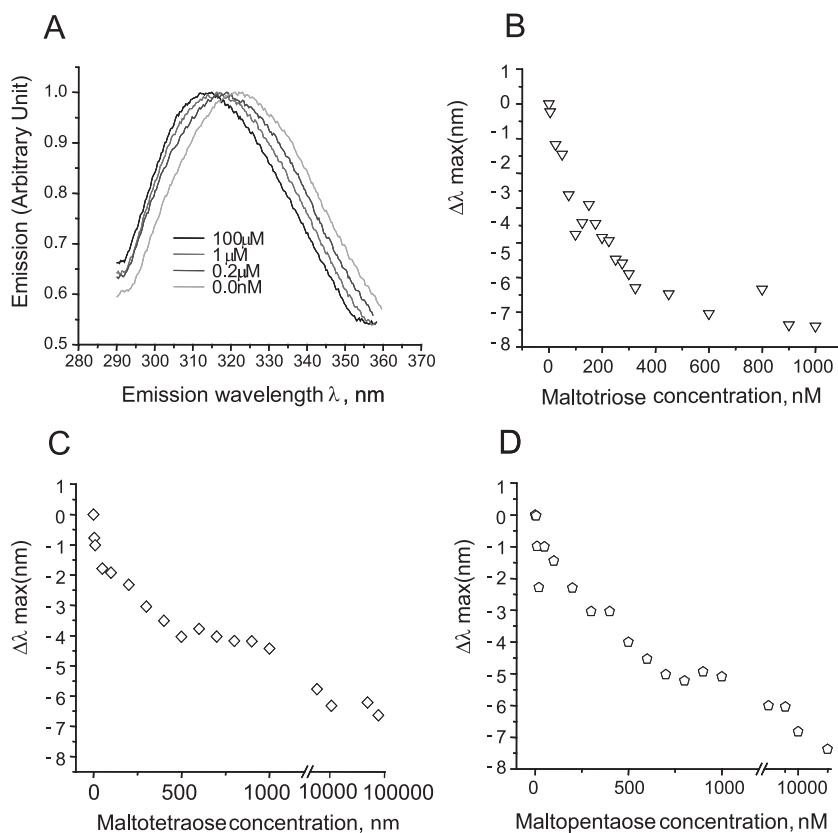 A
Emission (Arbitrary Unit)
1.0
0.9
0.8
0.7
0.6
0.5
100μM
1μM
0.2μM
0.0nM
280 290 300 310 320 330 340 350 360 370
Emission wavelength λ, nm
B
Δλ max(nm)
1
0
-1
-2
-3
-4
-5
-6
-7
-8
0 200 400 600 800 1000
Maltotriose concentration, nM
C
Δλ max(nm)
1
0
-1
-2
-3
-4
-5
-6
-7
-8
0 500 1000 10000 100000
Maltotetraose concentration, nm
D
Δλ max(nm)
1
0
-1
-2
-3
-4
-5
-6
-7
-8
0 500 1000 10000
Maltopentaose concentration, nM